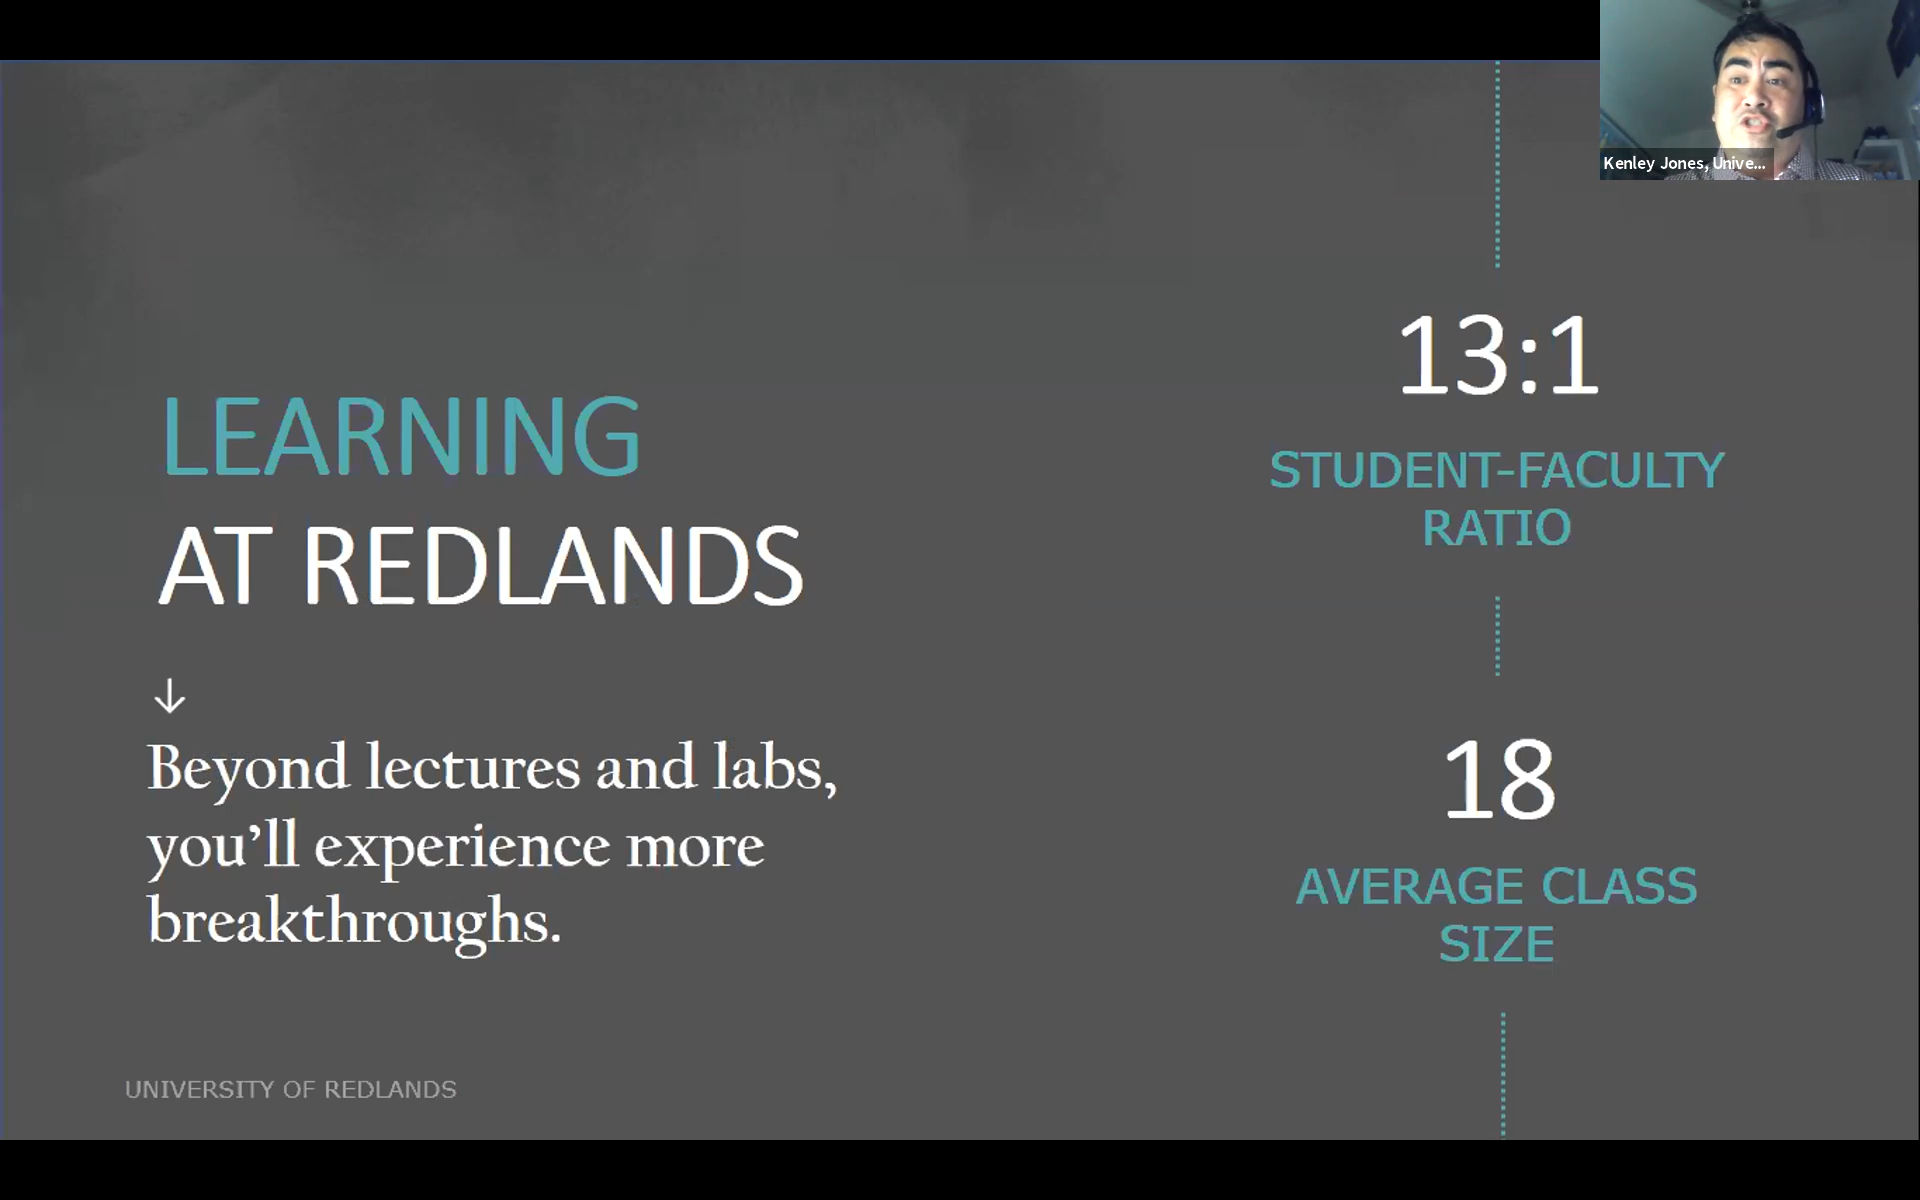 Kenley Jones, Unive...
LEARNING
AT REDLANDS
↓
Beyond lectures and labs,
you’ll experience more
breakthroughs.
13:1
STUDENT-FACULTY
RATIO
18
AVERAGE CLASS
SIZE
UNIVERSITY OF REDLANDS